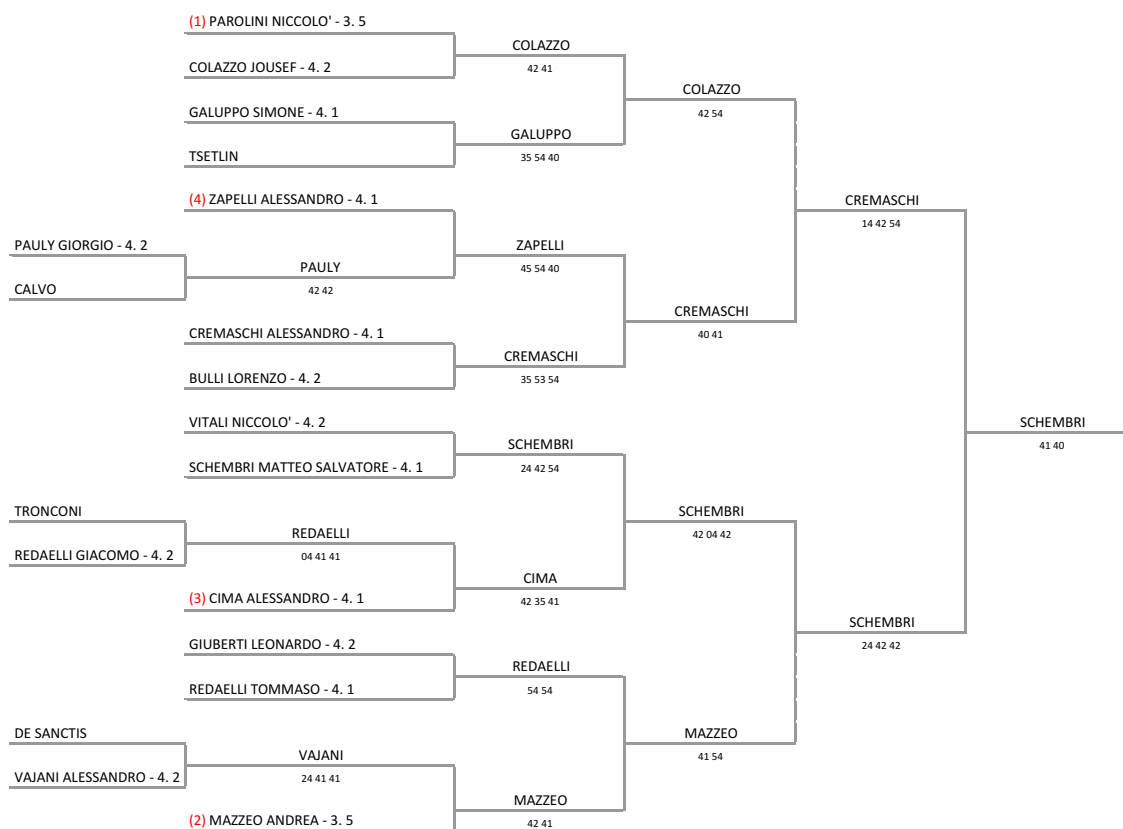 (1) PAROLINI NICCOLO' - 3. 5
COLAZZO
COLAZZO JOUSEF - 4. 2
42 41
COLAZZO
GALUPPO SIMONE - 4. 1
42 54
GALUPPO
TSETLIN
35 54 40
(4) ZAPELLI ALESSANDRO - 4. 1
CREMASCHI
14 42 54
PAULY GIORGIO - 4. 2
ZAPELLI
PAULY
45 54 40
CALVO
42 42
CREMASCHI
CREMASCHI ALESSANDRO - 4. 1
40 41
CREMASCHI
BULLI LORENZO - 4. 2
35 53 54
VITALI NICCOLO' - 4. 2
SCHEMBRI
SCHEMBRI
41 40
SCHEMBRI MATTEO SALVATORE - 4. 1
24 42 54
TRONCONI
SCHEMBRI
REDAELLI
42 04 42
REDAELLI GIACOMO - 4. 2
04 41 41
CIMA
(3) CIMA ALESSANDRO - 4. 1
42 35 41
SCHEMBRI
GIUBERTI LEONARDO - 4. 2
24 42 42
REDAELLI
REDAELLI TOMMASO - 4. 1
54 54
DE SANCTIS
MAZZEO
VAJANI
41 54
VAJANI ALESSANDRO - 4. 2
24 41 41
MAZZEO
(2) MAZZEO ANDREA - 3. 5
42 41